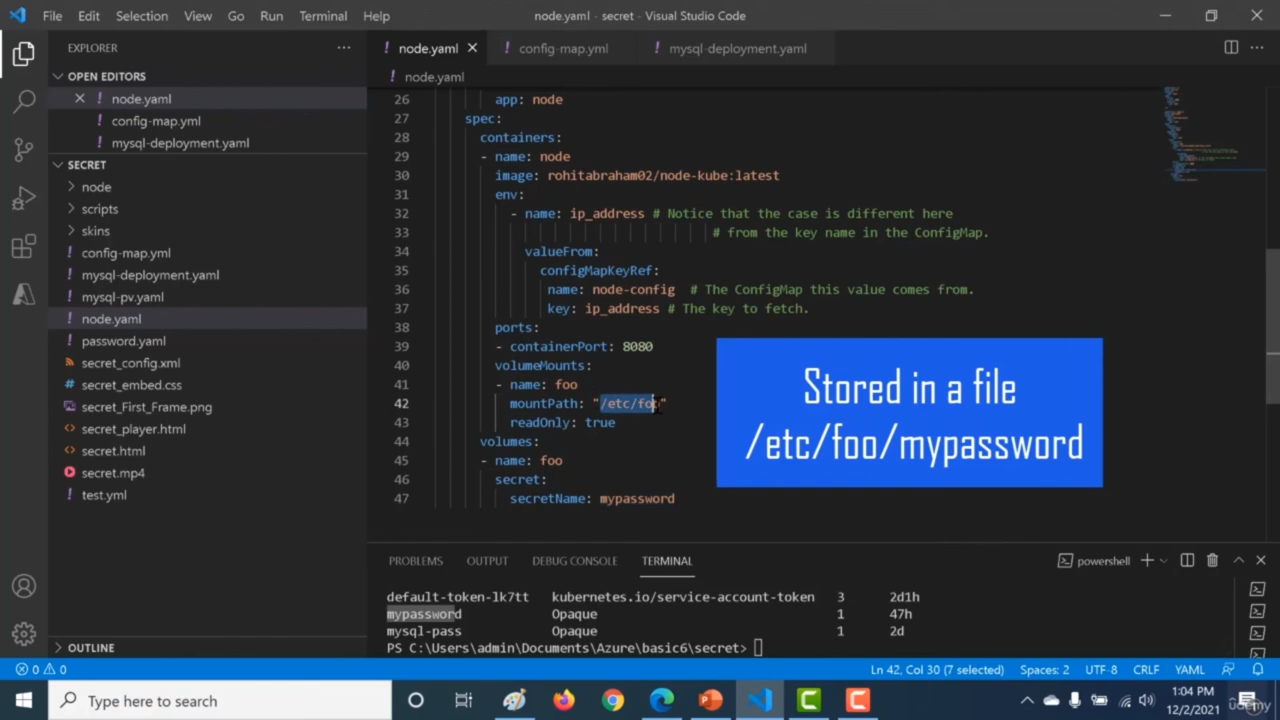 File Edit Selection View Go Run Terminal Help
node.yaml - secret - Visual Studio Code
EXPLORER
OPEN EDITORS
node.yaml
config-map.yml
mysql-deployment.yaml
SECRET
node
scripts
skins
config-map.yml
mysql-deployment.yaml
mysql-pv.yaml
node.yaml
password.yaml
secret_config.xml
secret_embed.css
secret_First_Frame.png
secret_player.html
secret.html
secret.mp4
test.yml
OUTLINE
node.yaml config-map.yml mysql-deployment.yaml
node.yaml
26 app: node
27 spec:
28 containers:
29 - name: node
30 image: rohitabraham02/node-kube:latest
31 env:
32 - name: ip_address # Notice that the case is different here
33 # from the key name in the ConfigMap.
34 valueFrom:
35 configMapKeyRef:
36 name: node-config # The ConfigMap this value comes from.
37 key: ip_address # The key to fetch.
38 ports:
39 - containerPort: 8080
40 volumeMounts:
41 - name: foo
42 mountPath: "/etc/foo"
43 readOnly: true
44 volumes:
45 - name: foo
46 secret:
47 secretName: mypassword
Stored in a file
/etc/foo/mypassword
PROBLEMS OUTPUT DEBUG CONSOLE TERMINAL
powershell
default-token-lk7tt kubernetes.io/service-account-token 3 2d1h
mypassword Opaque 1 47h
mysql-pass Opaque 1 2d
PS C:\Users\admin\Documents\Azure\basic6\secret>
0 0
Ln 42, Col 30 (7 selected) Spaces: 2 UTF-8 CRLF YAML
Type here to search
1:04 PM
12/2/2021
ûdemy